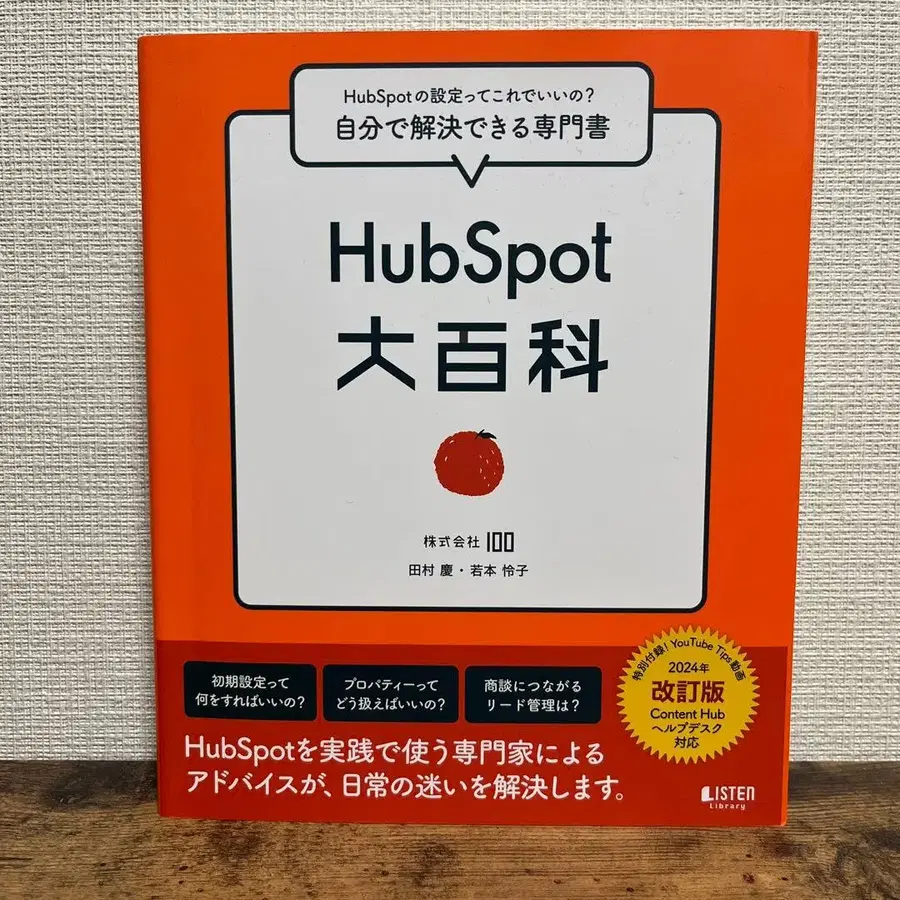 HubSpotの設定ってこれでいいの？
自分で解決できる専門書
HubSpot
大百科
株式会社 100
田村 慶・若本 怜子
初期設定って
何をすればいいの？
プロパティーって
どう扱えばいいの？
商談につながる
リード管理は？
特別付録！YouTube Tips 動画
2024年
改訂版
Content Hub
ヘルプデスク
対応
HubSpotを実践で使う専門家による
アドバイスが、日常の迷いを解決します。
LISTEN
Library